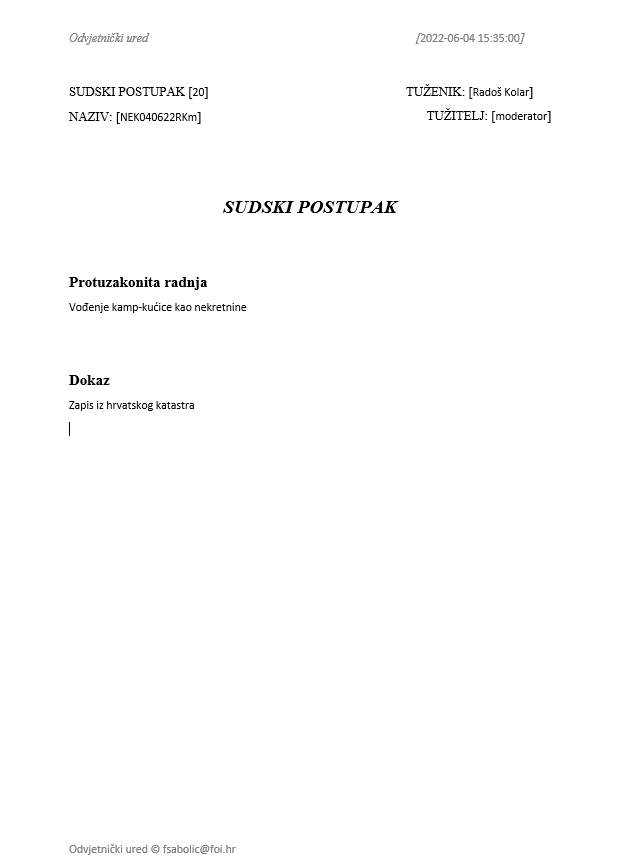 Odvjetnički ured [2022-06-04 15:35:00]
SUDSKI POSTUPAK [20] TUŽENIK: [Radoš Kolar]
NAZIV: [NEK040622RKm] TUŽITELJ: [moderator]
SUDSKI POSTUPAK
Protuzakonita radnja
Vođenje kamp-kućice kao nekretnine
Dokaz
Zapis iz hrvatskog katastra
Odvjetnički ured © fsabolic@foi.hr